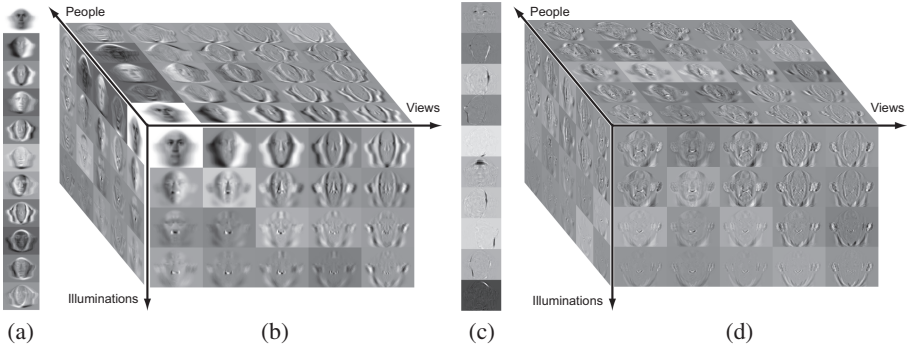 People
Views
Illuminations
People
Views
Illuminations
(a)
(b)
(c)
(d)